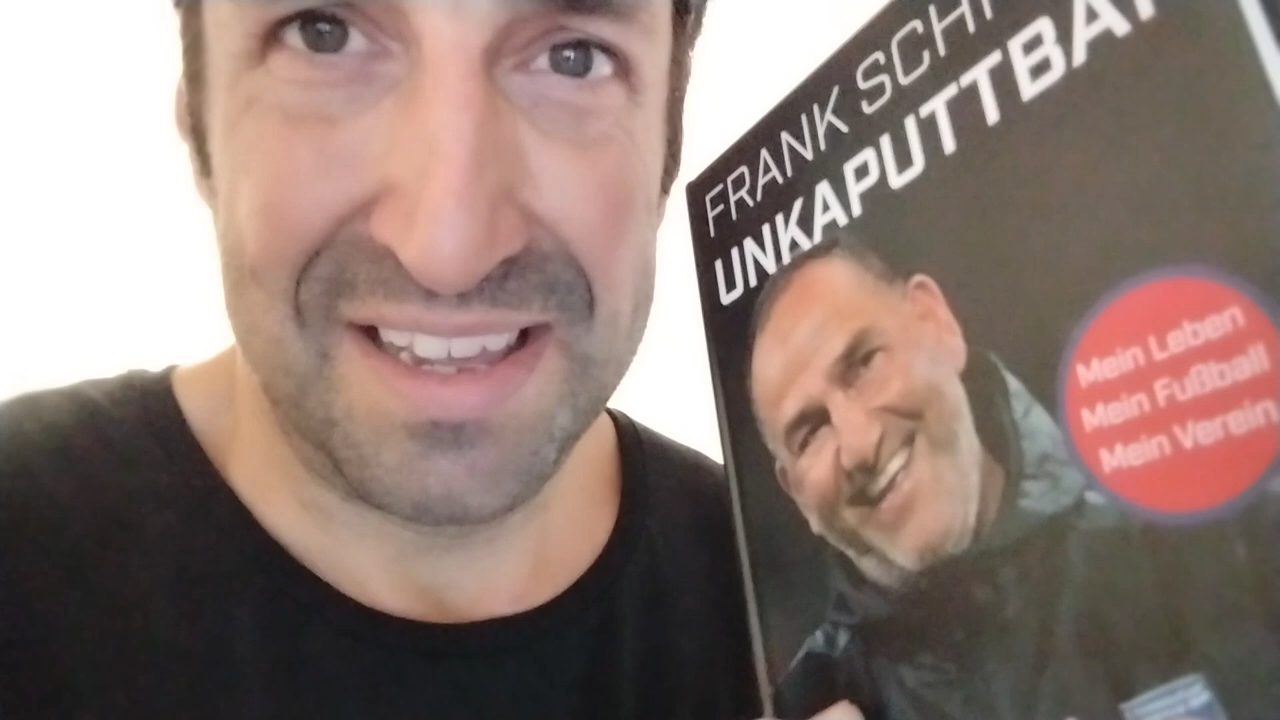 FRANK SCH
UNKAPUTTBA
Mein Leben
Mein Fußball
Mein Verein